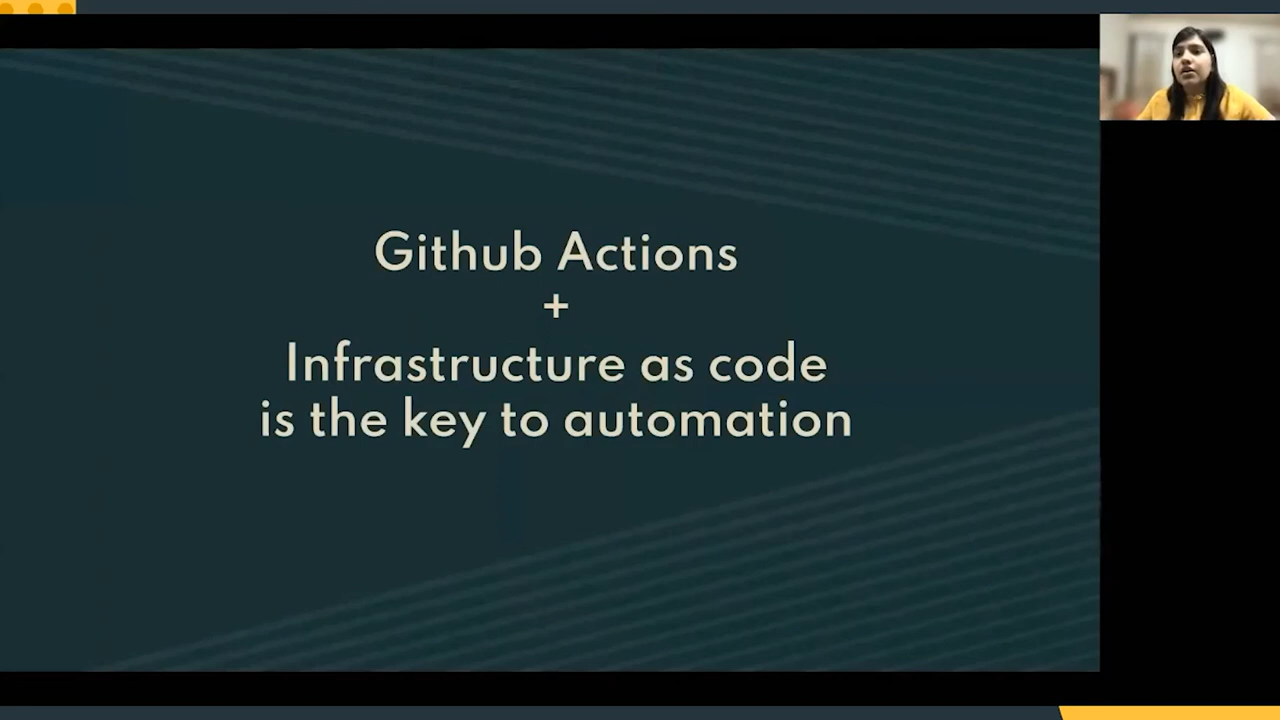 Github Actions
+
Infrastructure as code
is the key to automation